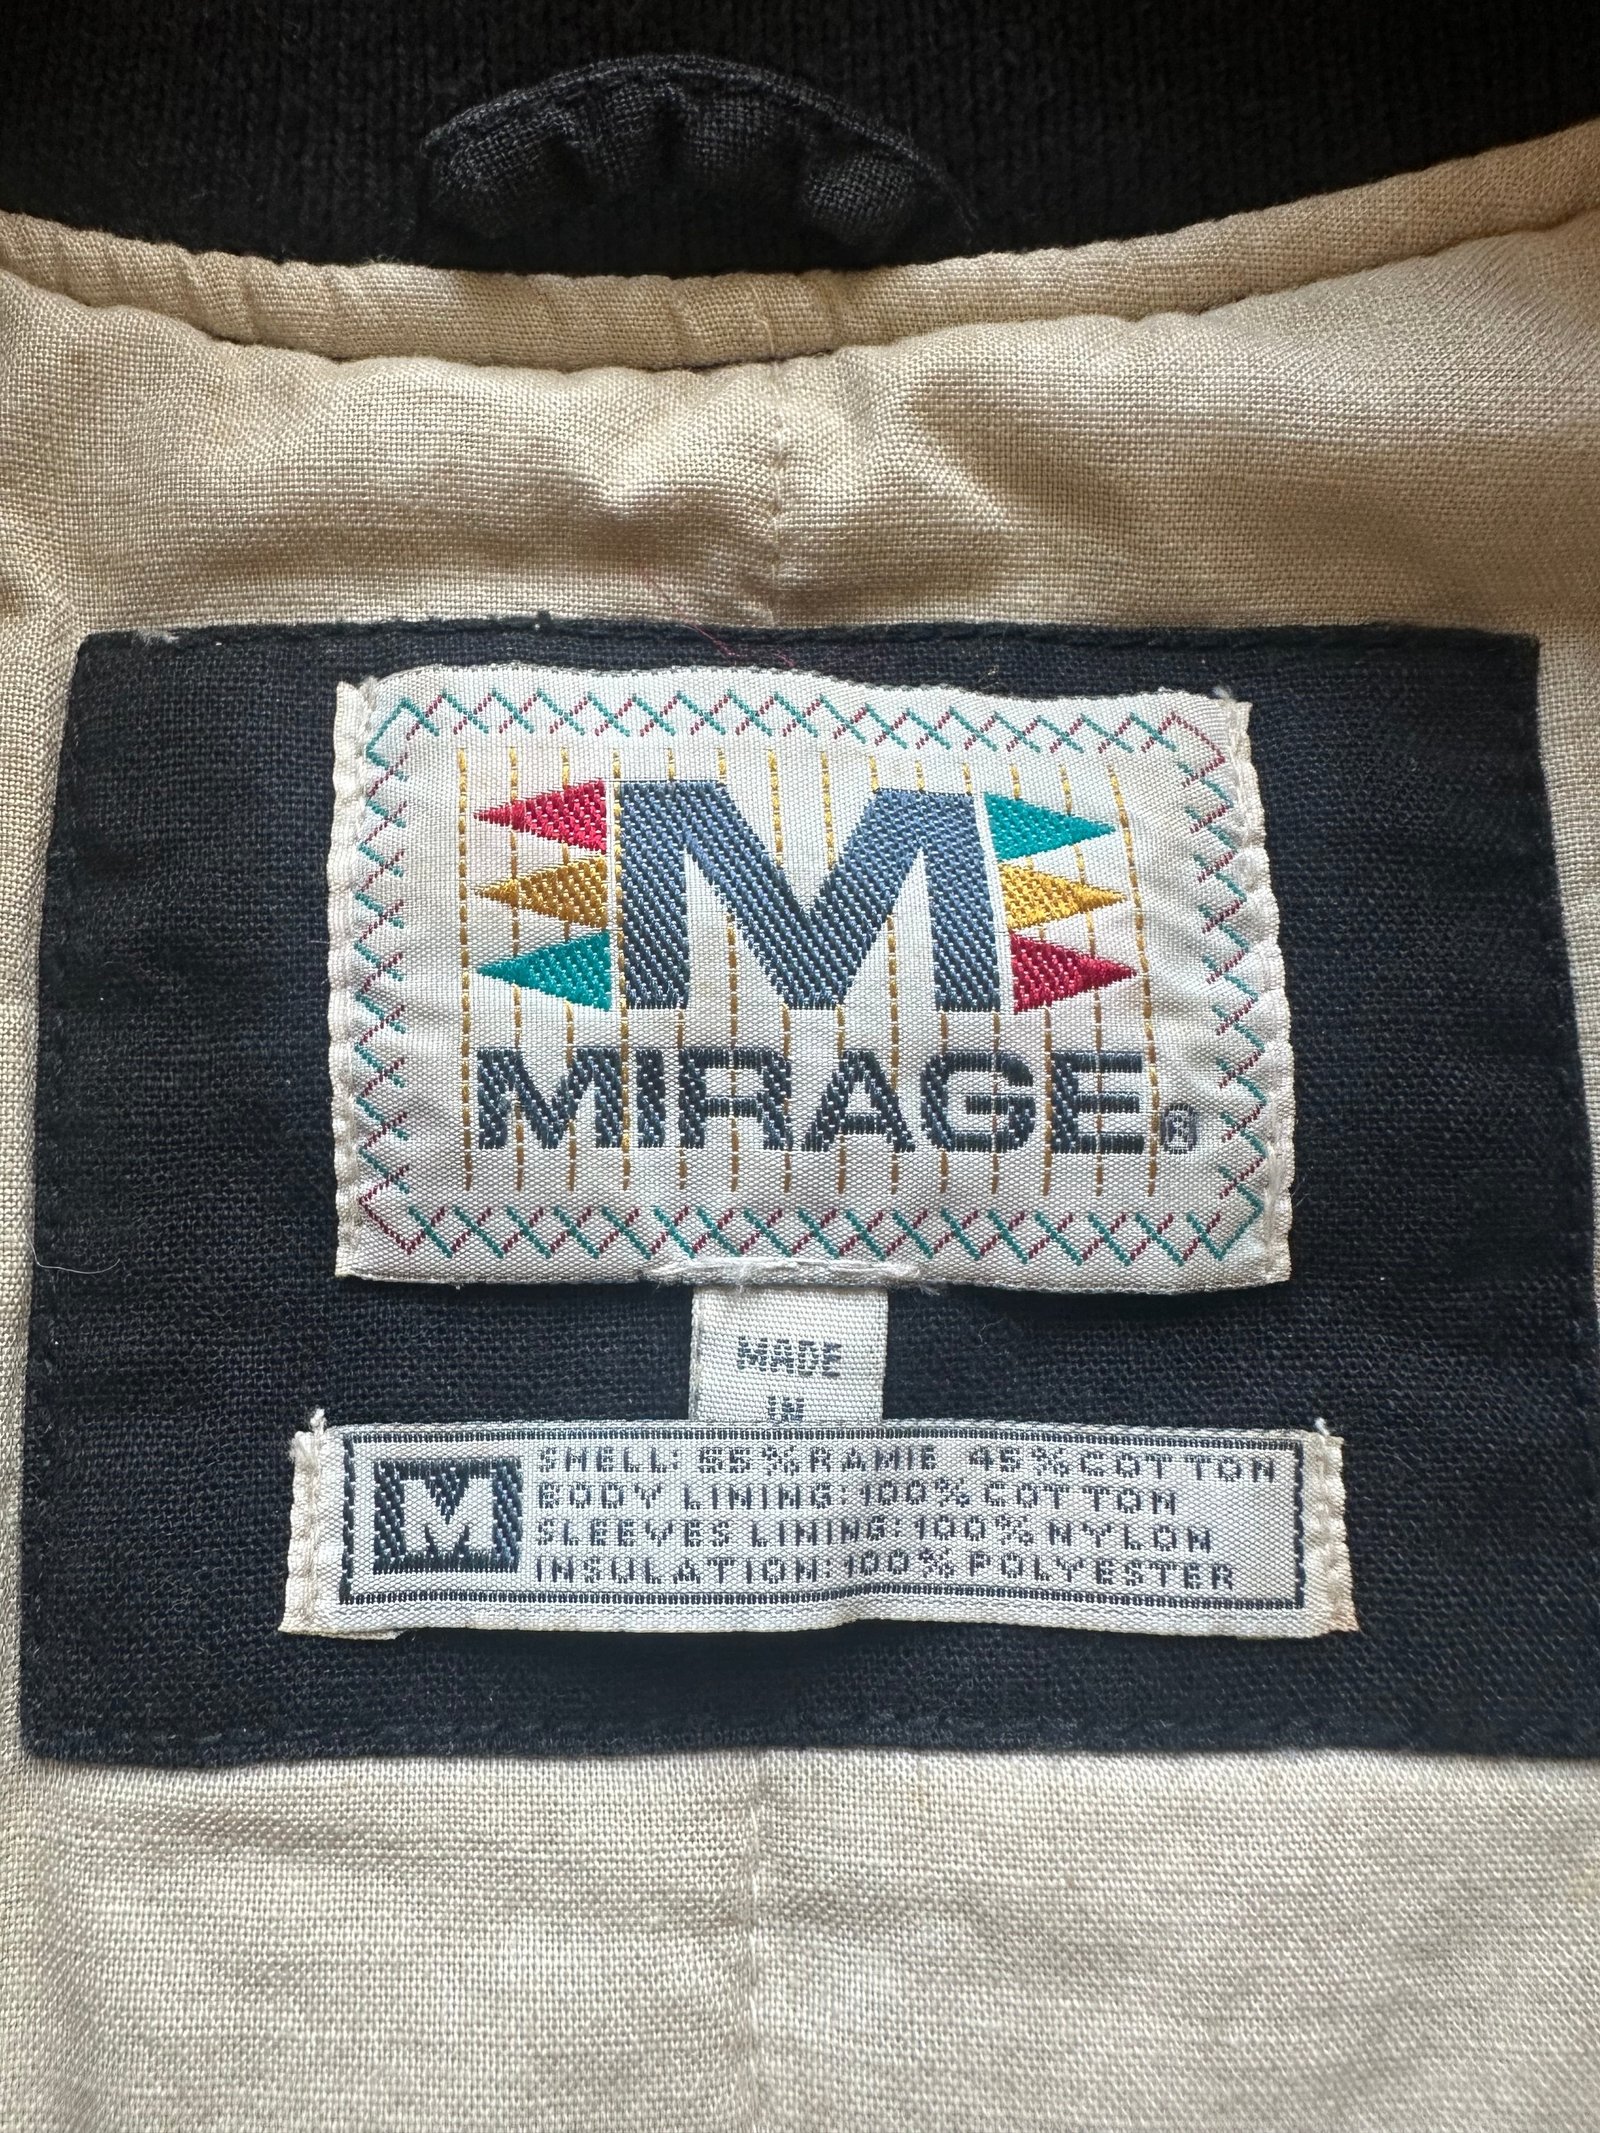 M
MIRAGE®
MADE
IN
M
SHELL: 55% RAMIE 45% COTTON
BODY LINING: 100% COTTON
SLEEVES LINING: 100% NYLON
INSULATION: 100% POLYESTER